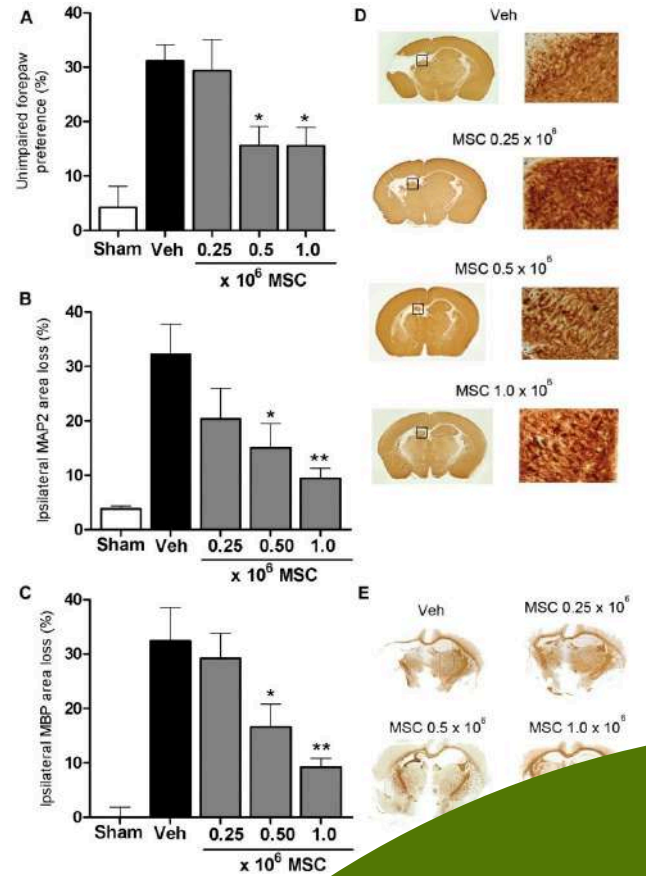 A
Unimpaired forepaw
preference (%)
40
30
20
10
0
* *
Sham Veh 0.25 0.5 1.0
x 10⁶ MSC
B
Ipsilateral MAP2 area loss (%)
40
30
20
10
0
*
**
Sham Veh 0.25 0.50 1.0
x 10⁶ MSC
C
Ipsilateral MBP area loss (%)
40
30
20
10
0
*
**
Sham Veh 0.25 0.50 1.0
x 10⁶ MSC
D
Veh
MSC 0.25 x 10⁶
MSC 0.5 x 10⁶
MSC 1.0 x 10⁶
E
Veh
MSC 0.25 x 10⁶
MSC 0.5 x 10⁶
MSC 1.0 x 10⁶